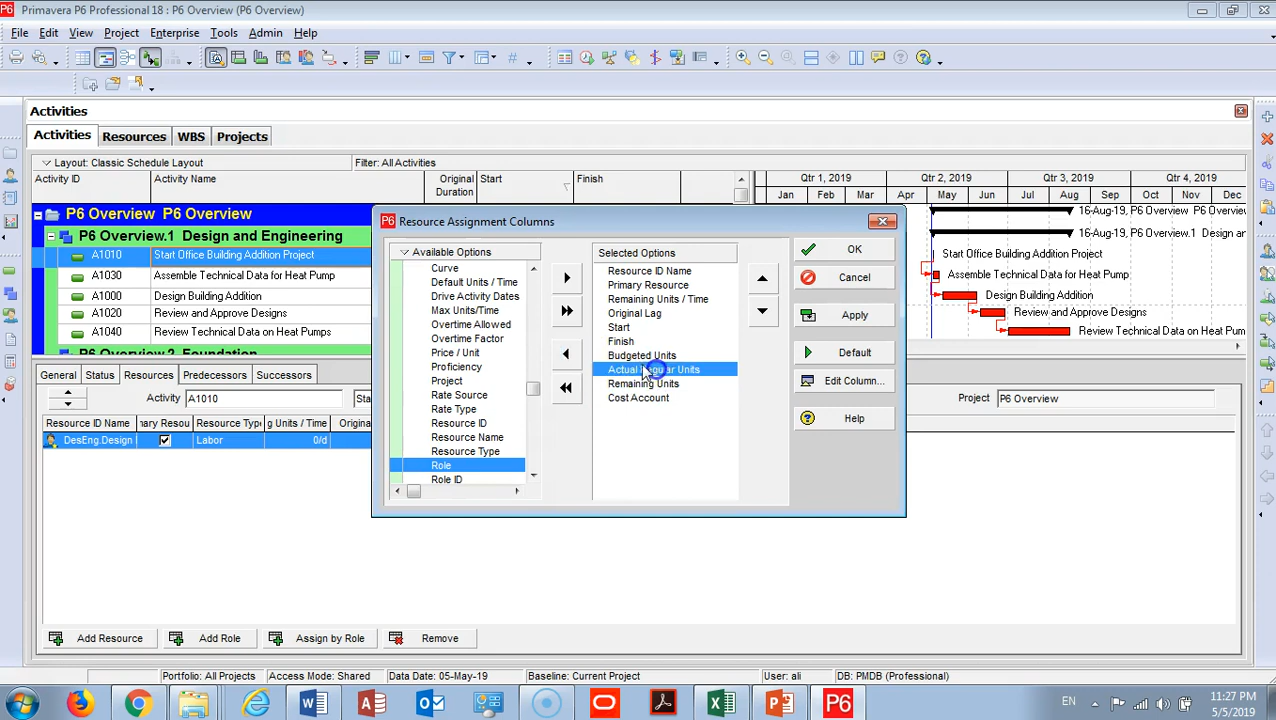 Primavera P6 Professional 18 : P6 Overview (P6 Overview)
File Edit View Project Enterprise Tools Admin Help
Activities
Activities Resources WBS Projects
Layout: Classic Schedule Layout Filter: All Activities
Activity ID Activity Name Original Duration Start Finish
Qtr 1, 2019 Qtr 2, 2019 Qtr 3, 2019 Qtr 4, 2019
Jan Feb Mar Apr May Jun Jul Aug Sep Oct Nov Dec
P6 Overview P6 Overview
16-Aug-19, P6 Overview
P6 Overview.1 Design and Engineering
16-Aug-19, P6 Overview.1 Design a
A1010 Start Office Building Addition Project
Start Office Building Addition Project
A1030 Assemble Technical Data for Heat Pump
Assemble Technical Data for Heat Pump
A1000 Design Building Addition
Design Building Addition
A1020 Review and Approve Designs
Review and Approve Designs
A1040 Review Technical Data on Heat Pumps
Review Technical Data on Heat Pumps
P6 Overview.2 Foundation
General Status Resources Predecessors Successors
Activity A1010 Project P6 Overview
Resource ID Name Resource Type g Units / Time
DesEng.Design Labor 0/d
Resource Assignment Columns
Available Options
Curve
Default Units / Time
Drive Activity Dates
Max Units/Time
Overtime Allowed
Overtime Factor
Price / Unit
Proficiency
Project
Rate Source
Rate Type
Resource ID
Resource Name
Resource Type
Role
Role ID
Selected Options
Resource ID Name
Primary Resource
Remaining Units / Time
Original Lag
Start
Finish
Budgeted Units
Actual Regular Units
Remaining Units
Cost Account
OK
Cancel
Apply
Default
Edit Column...
Help
Add Resource Add Role Assign by Role Remove
Portfolio: All Projects Access Mode: Shared Data Date: 05-May-19 Baseline: Current Project User: ali DB: PMDB (Professional)
EN 11:27 PM
5/5/2019